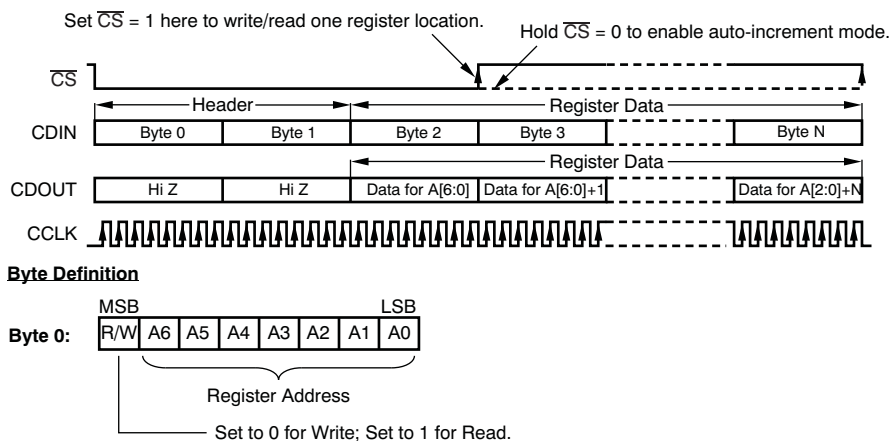 Set CS = 1 here to write/read one register location.
Hold CS = 0 to enable auto-increment mode.
CS
Header
Register Data
CDIN
Byte 0
Byte 1
Byte 2
Byte 3
Byte N
Register Data
CDOUT
Hi Z
Hi Z
Data for A[6:0]
Data for A[6:0]+1
Data for A[2:0]+N
CCLK
Byte Definition
MSB
LSB
Byte 0:
R/W
A6
A5
A4
A3
A2
A1
A0
Register Address
Set to 0 for Write; Set to 1 for Read.